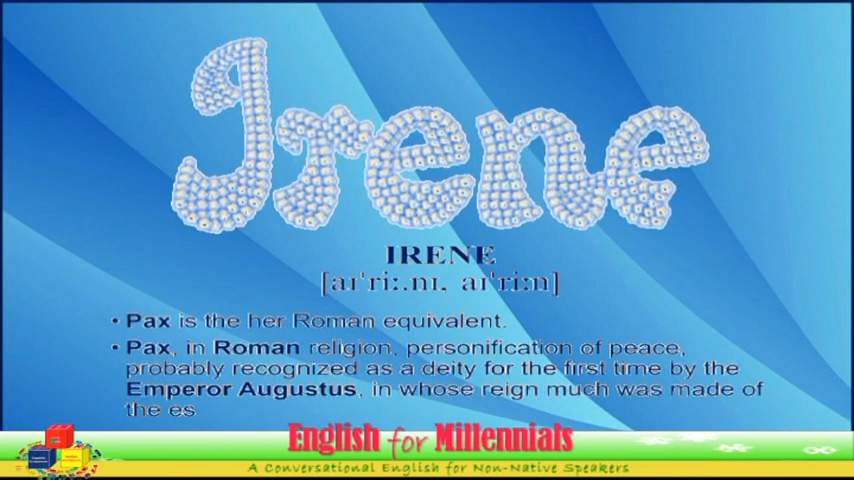 Irene
IRENE
[aɪˈriː.nɪ, aɪˈriːn]
• Pax is the her Roman equivalent.
• Pax, in Roman religion, personification of peace,
probably recognized as a deity for the first time by the
Emperor Augustus, in whose reign much was made of
the es
English for Millennials
A Conversational English for Non-Native Speakers